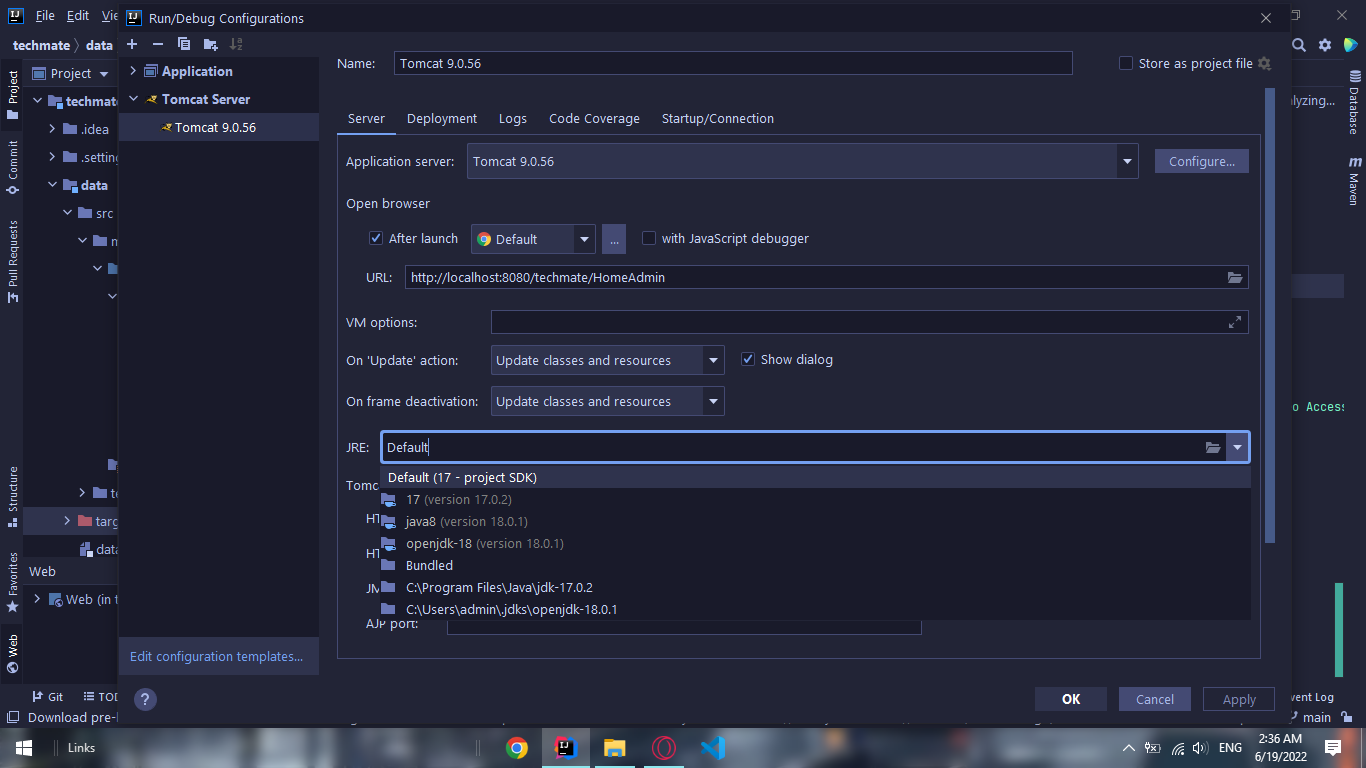 File Edit
Run/Debug Configurations
techmate data
Project
techmate
.idea
.setting
data
src
targ
data
Web
Web (in
Project
Commit
Pull Requests
Structure
Favorites
Web
Git
Download pre-
Application
Tomcat Server
Tomcat 9.0.56
Edit configuration templates...
?
Name: Tomcat 9.0.56 Store as project file
Server Deployment Logs Code Coverage Startup/Connection
Application server: Tomcat 9.0.56 Configure...
Open browser
After launch Default ... with JavaScript debugger
URL: http://localhost:8080/techmate/HomeAdmin
VM options:
On 'Update' action: Update classes and resources Show dialog
On frame deactivation: Update classes and resources
JRE: Default
Default (17 - project SDK)
17 (version 17.0.2)
java8 (version 18.0.1)
openjdk-18 (version 18.0.1)
Bundled
C:\Program Files\Java\jdk-17.0.2
C:\Users\admin\.jdks\openjdk-18.0.1
AJP port:
OK Cancel Apply
lyzing...
Database
m
Maven
o Access
vent Log
main
Links
ENG
2:36 AM
6/19/2022